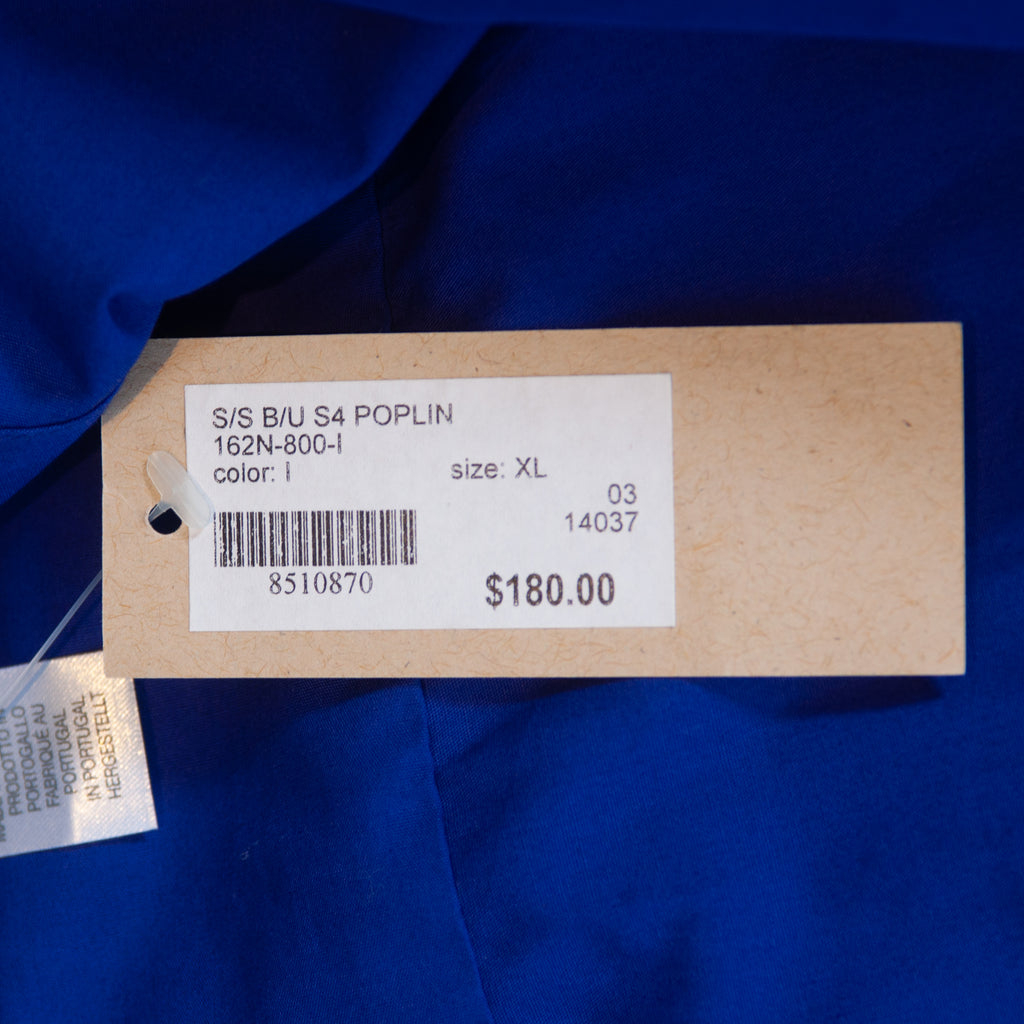 S/S B/U S4 POPLIN
162N-800-I
color: I size: XL
03
14037
8510870
$180.00
PRODOTTO IN
PORTOGALLO
FABRIQUÉ AU
PORTUGAL
IN PORTUGAL
HERGESTELLT